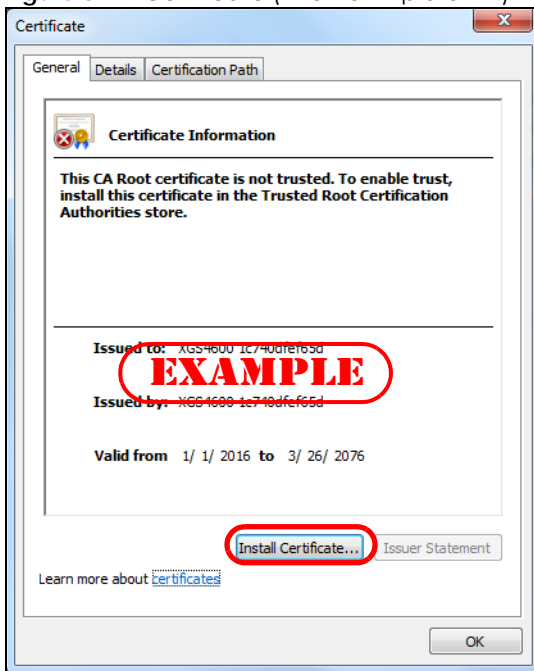 Certificate
General Details Certification Path
Certificate Information
This CA Root certificate is not trusted. To enable trust,
install this certificate in the Trusted Root Certification
Authorities store.
Issued to: XGS4600 1c740dfef65d
EXAMPLE
Issued by: XGS4600 1c740dfef65d
Valid from 1/ 1/ 2016 to 3/ 26/ 2076
Install Certificate... Issuer Statement
Learn more about certificates
OK